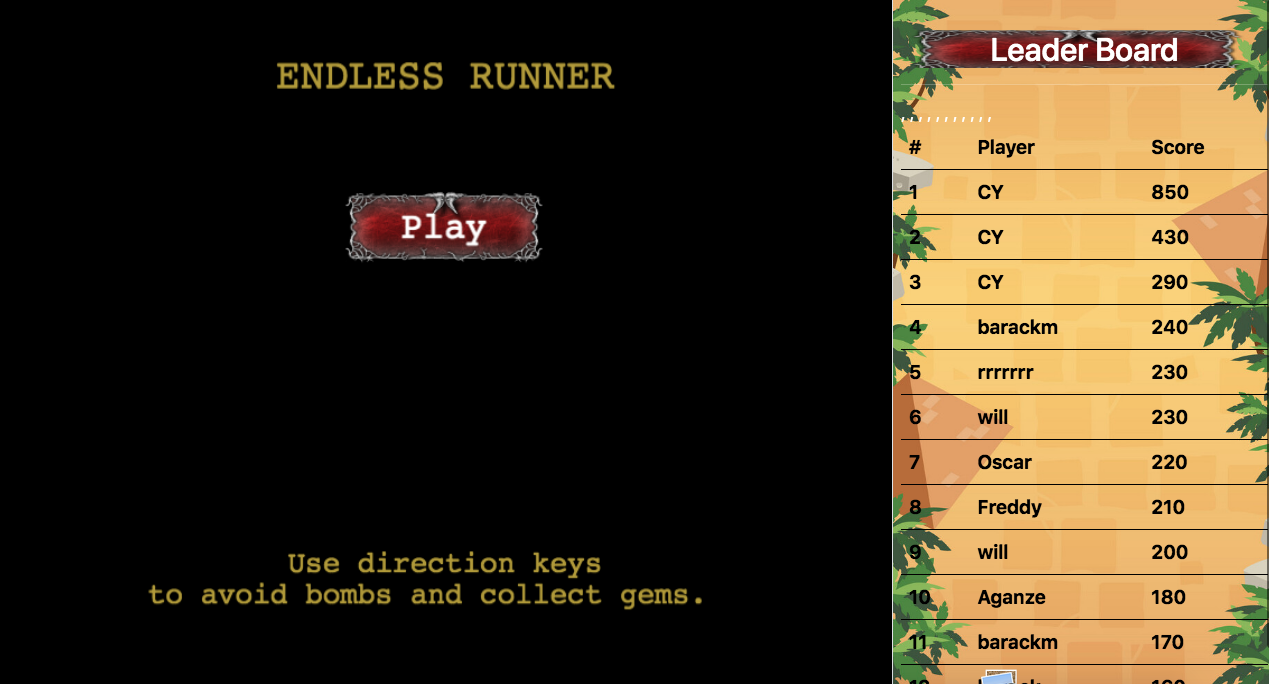 ENDLESS RUNNER
Play
Use direction keys
to avoid bombs and collect gems.
Leader Board
# Player Score
1 CY 850
2 CY 430
3 CY 290
4 barackm 240
5 rrrrrrr 230
6 will 230
7 Oscar 220
8 Freddy 210
9 will 200
10 Aganze 180
11 barackm 170